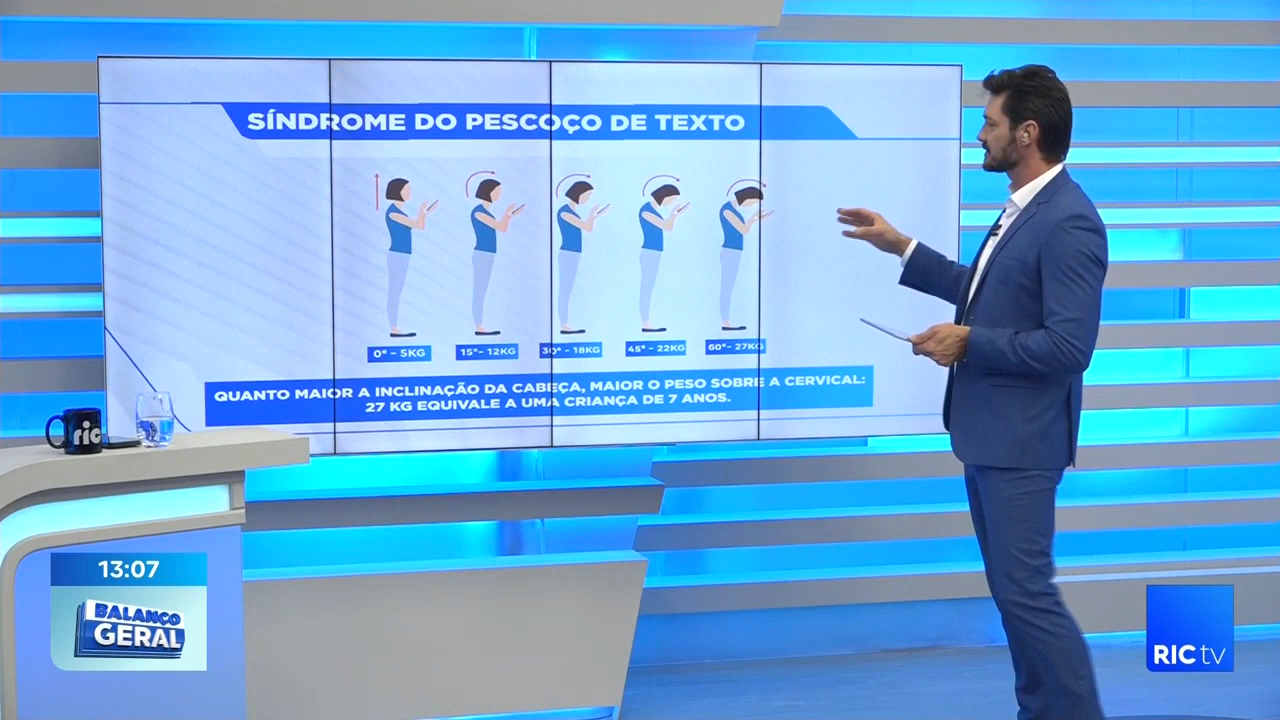 SÍNDROME DO PESCOÇO DE TEXTO
0° - 5KG
15°- 12KG
30° - 18KG
45° - 22KG
60°- 27KG
QUANTO MAIOR A INCLINAÇÃO DA CABEÇA, MAIOR O PESO SOBRE A CERVICAL:
27 KG EQUIVALE A UMA CRIANÇA DE 7 ANOS.
ric
13:07
BALANÇO
GERAL
RIC tv